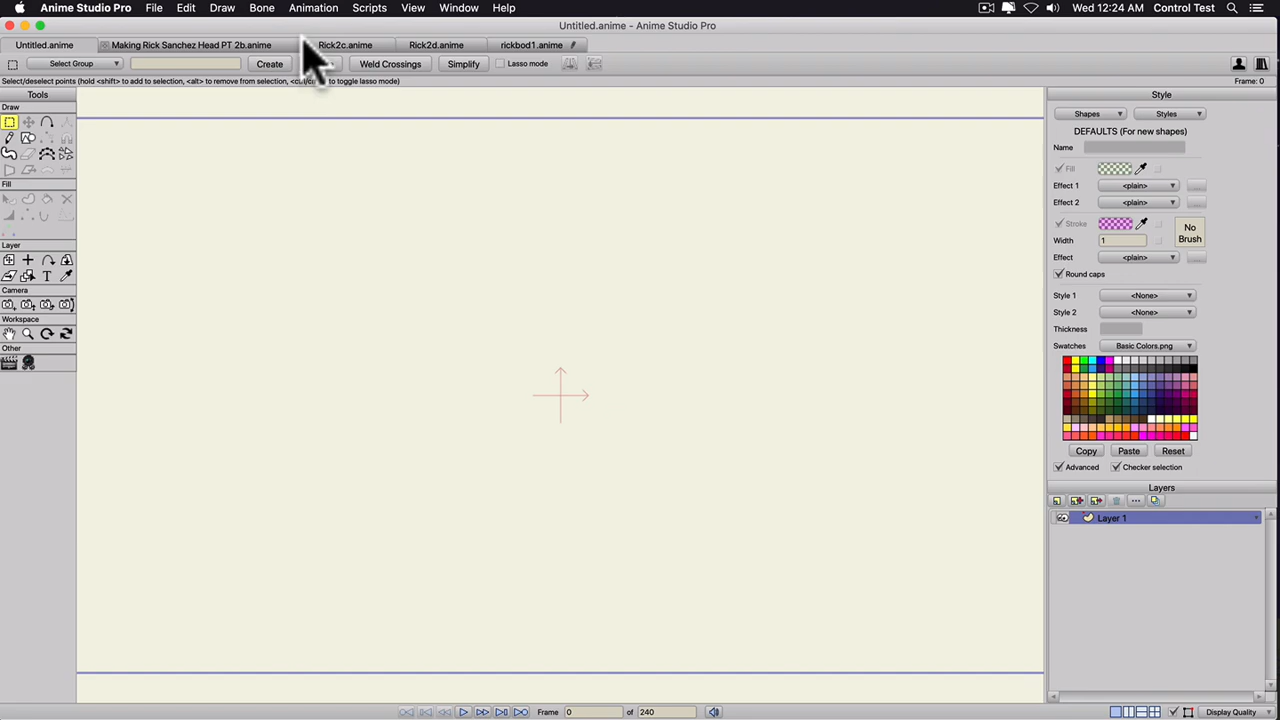 Anime Studio Pro File Edit Draw Bone Animation Scripts View Window Help Wed 12:24 AM Control Test
Untitled.anime - Anime Studio Pro
Untitled.anime Making Rick Sanchez Head PT 2b.anime Rick2c.anime Rick2d.anime rickbod1.anime
Select Group Create Weld Crossings Simplify Lasso mode
Select/deselect points (hold <shift> to add to selection, <alt> to remove from selection, to toggle lasso mode) Frame: 0
Tools
Draw
Fill
Layer
Camera
Workspace
Other
Style
Shapes Styles
DEFAULTS (For new shapes)
Name
Fill
Effect 1 <plain> ...
Effect 2 <plain> ...
Stroke
No Brush
Width 1
Effect <plain> ...
Round caps
Style 1 <None>
Style 2 <None>
Thickness
Swatches Basic Colors.png
Copy Paste Reset
Advanced Checker selection
Layers
Layer 1
Frame 0 of 240 Display Quality